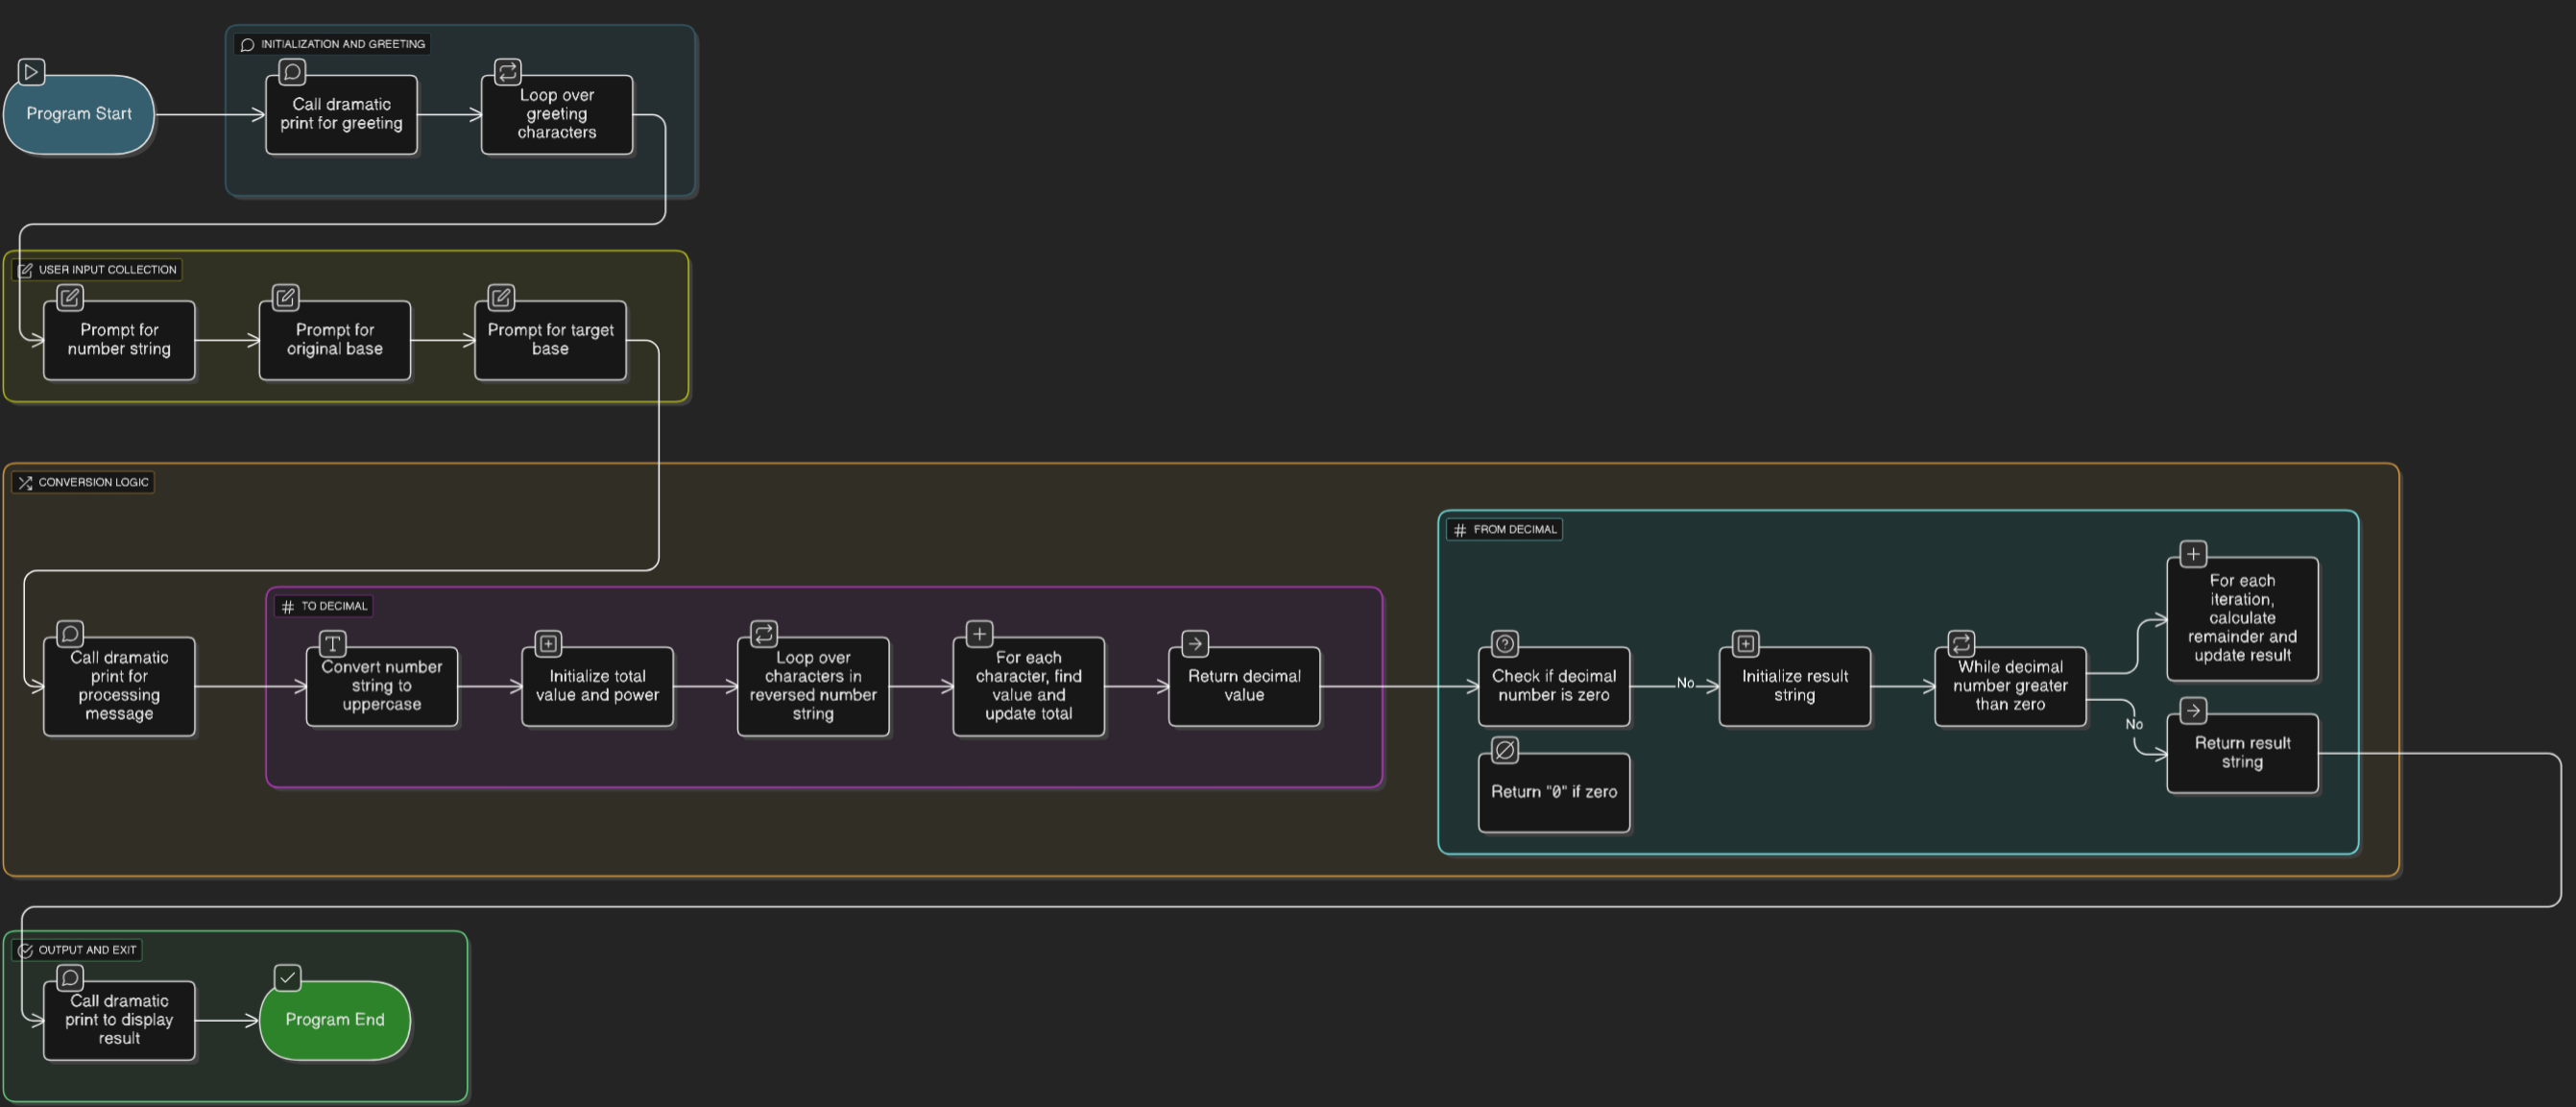 INITIALIZATION AND GREETING
Program Start
Call dramatic
print for greeting
Loop over
greeting
characters
USER INPUT COLLECTION
Prompt for
number string
Prompt for
original base
Prompt for target
base
CONVERSION LOGIC
Call dramatic
print for
processing
message
# TO DECIMAL
T
Convert number
string to
uppercase
Initialize total
value and power
Loop over
characters in
reversed number
string
For each
character, find
value and
update total
Return decimal
value
# FROM DECIMAL
Check if decimal
number is zero
No
Return "0" if zero
Initialize result
string
While decimal
number greater
than zero
For each
iteration,
calculate
remainder and
update result
No
Return result
string
OUTPUT AND EXIT
Call dramatic
print to display
result
Program End